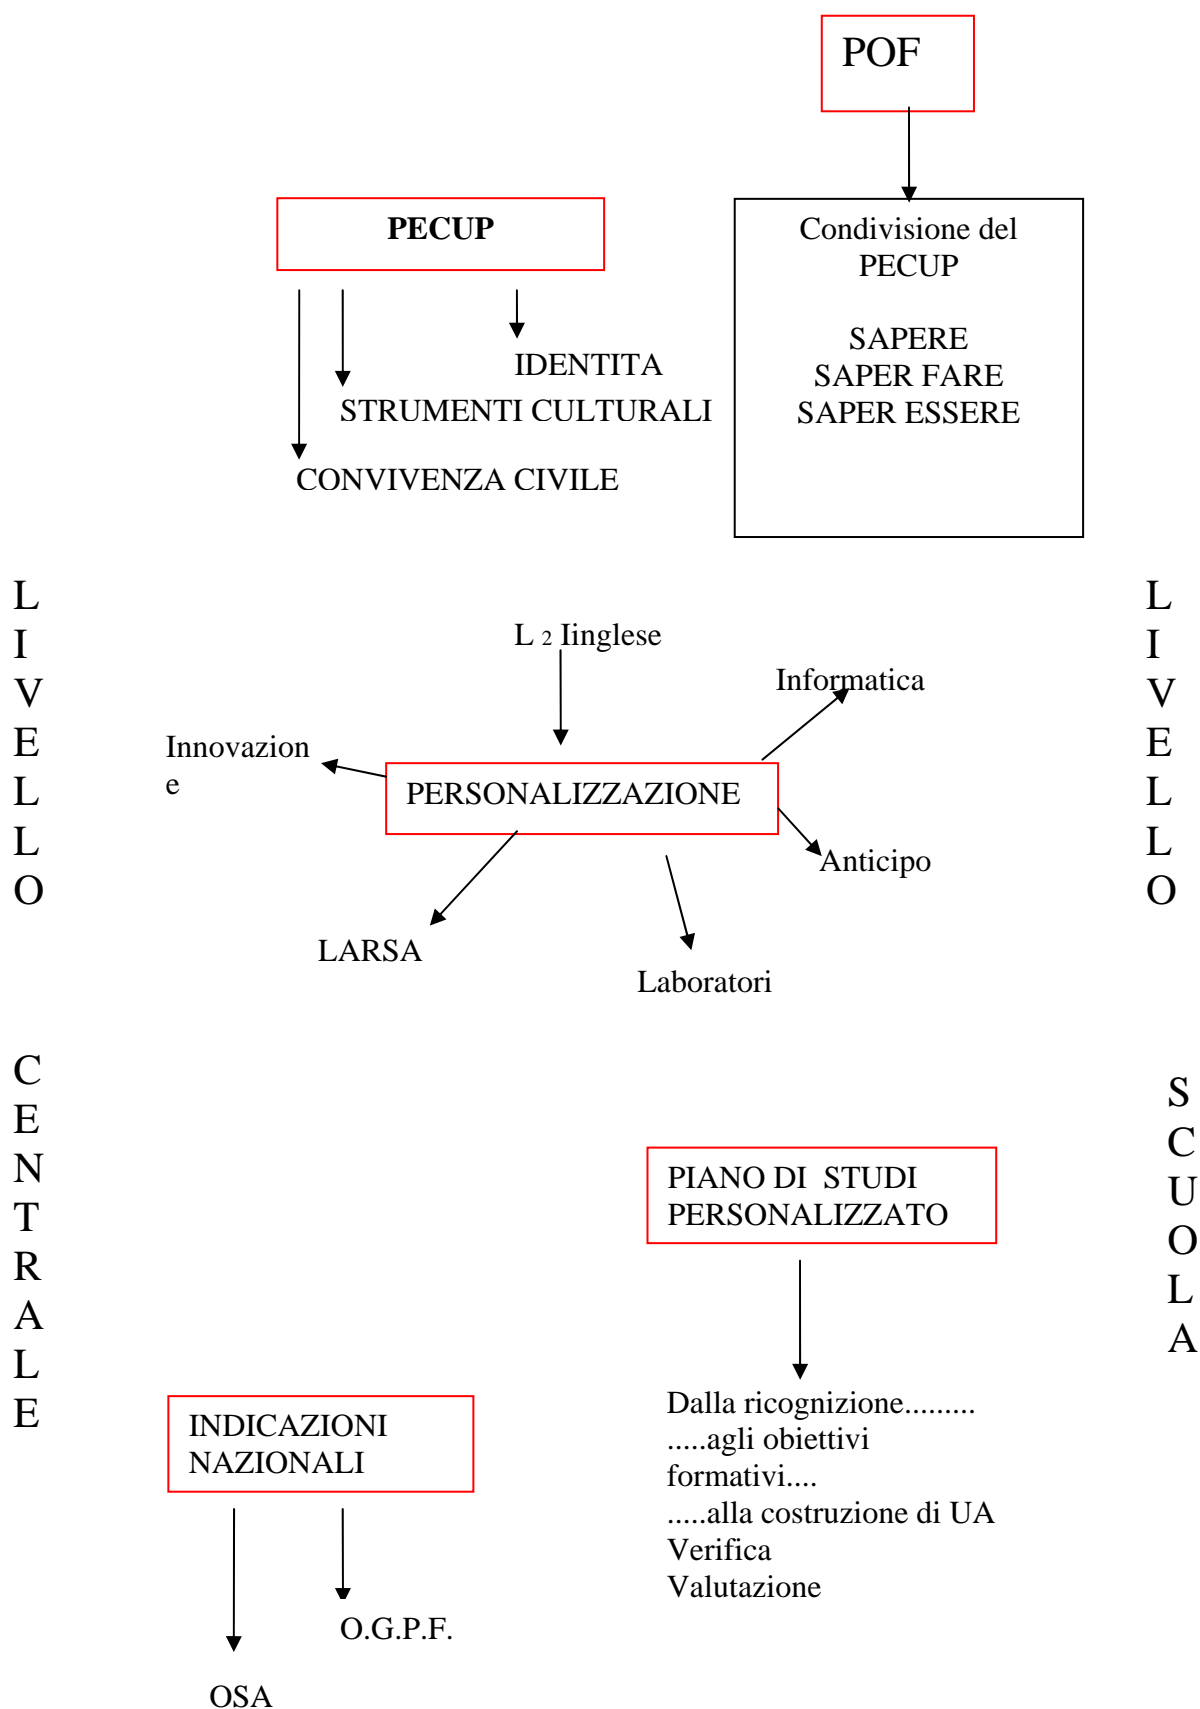 POF
PECUP
Condivisione del
PECUP
SAPERE
SAPER FARE
SAPER ESSERE
IDENTITA
STRUMENTI CULTURALI
CONVIVENZA CIVILE
L
I
V
E
L
L
O
L
I
V
E
L
L
O
L 2 Iinglese
Informatica
Innovazion
e
PERSONALIZZAZIONE
Anticipo
LARSA
Laboratori
C
E
N
T
R
A
L
E
S
C
U
O
L
A
PIANO DI STUDI
PERSONALIZZATO
Dalla ricognizione.........
.....agli obiettivi
formativi....
.....alla costruzione di UA
Verifica
Valutazione
INDICAZIONI
NAZIONALI
O.G.P.F.
OSA